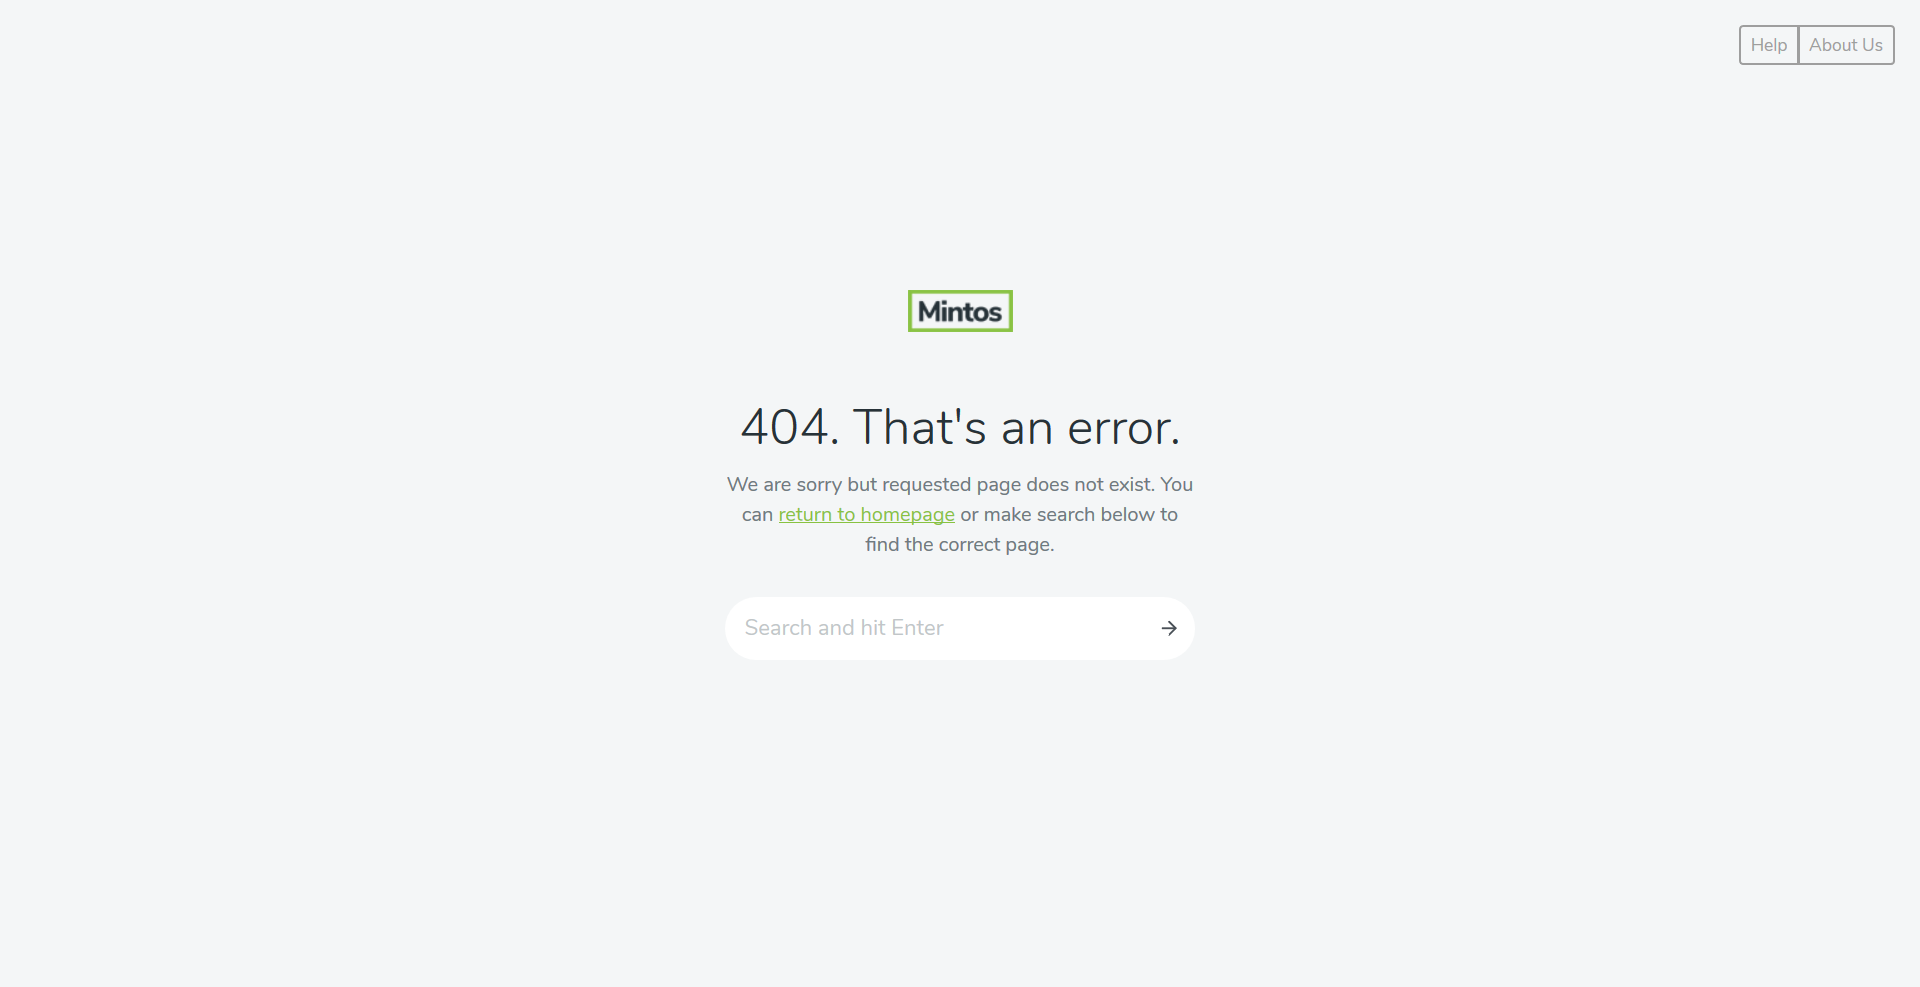 Help
About Us
Mintos
404. That's an error.
We are sorry but requested page does not exist. You
can return to homepage or make search below to
find the correct page.
Search and hit Enter